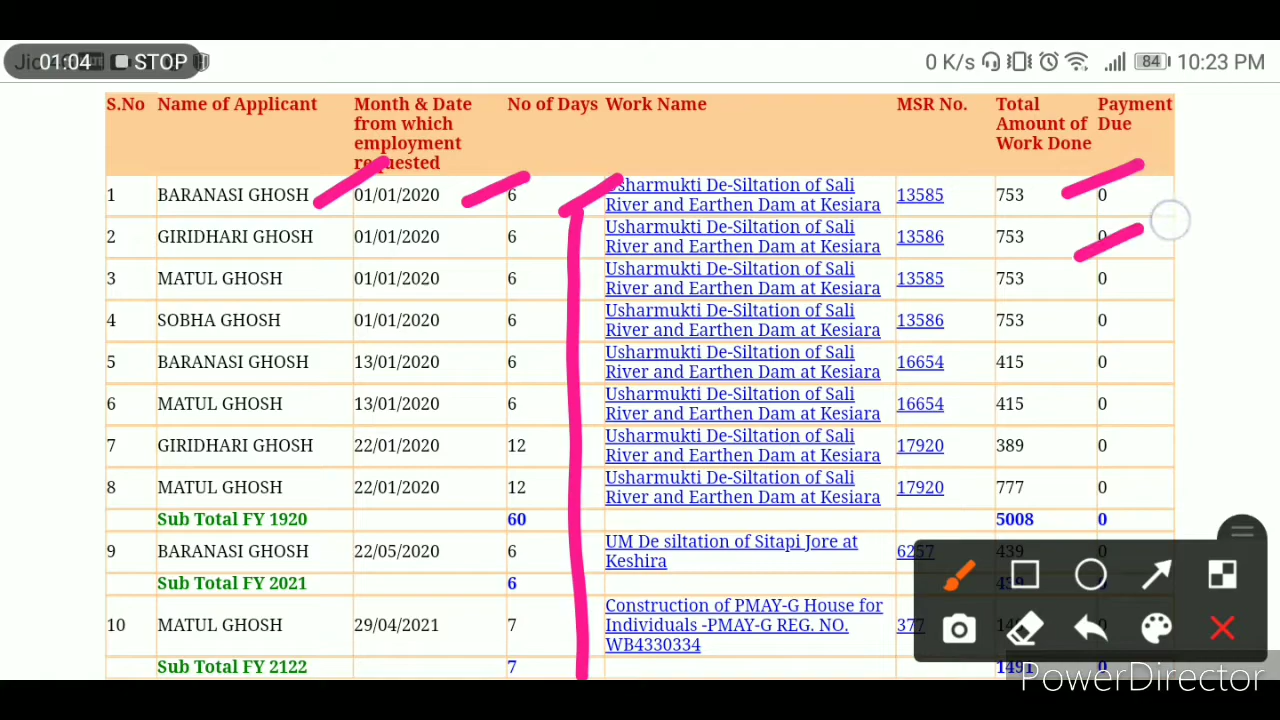 01:04 STOP 0 K/s 84 10:23 PM
S.No Name of Applicant Month & Date from which employment requested No of Days Work Name MSR No. Total Amount of Work Done Payment Due
1 BARANASI GHOSH 01/01/2020 6 Usharmukti De-Siltation of Sali River and Earthen Dam at Kesiara 13585 753 0
2 GIRIDHARI GHOSH 01/01/2020 6 Usharmukti De-Siltation of Sali River and Earthen Dam at Kesiara 13586 753 0
3 MATUL GHOSH 01/01/2020 6 Usharmukti De-Siltation of Sali River and Earthen Dam at Kesiara 13585 753 0
4 SOBHA GHOSH 01/01/2020 6 Usharmukti De-Siltation of Sali River and Earthen Dam at Kesiara 13586 753 0
5 BARANASI GHOSH 13/01/2020 6 Usharmukti De-Siltation of Sali River and Earthen Dam at Kesiara 16654 415 0
6 MATUL GHOSH 13/01/2020 6 Usharmukti De-Siltation of Sali River and Earthen Dam at Kesiara 16654 415 0
7 GIRIDHARI GHOSH 22/01/2020 12 Usharmukti De-Siltation of Sali River and Earthen Dam at Kesiara 17920 389 0
8 MATUL GHOSH 22/01/2020 12 Usharmukti De-Siltation of Sali River and Earthen Dam at Kesiara 17920 777 0
Sub Total FY 1920 60 5008 0
9 BARANASI GHOSH 22/05/2020 6 UM De siltation of Sitapi Jore at Keshira 6257 439 0
Sub Total FY 2021 6 439 0
10 MATUL GHOSH 29/04/2021 7 Construction of PMAY-G House for Individuals -PMAY-G REG. NO. WB4330334 377
Sub Total FY 2122 7 1491 0
PowerDirector